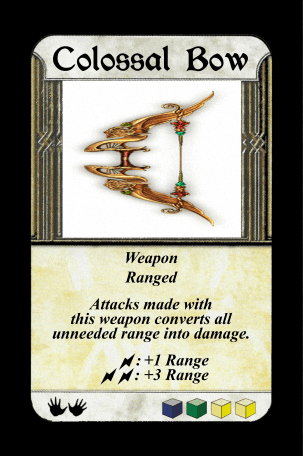 Colossal Bow
Weapon
Ranged
Attacks made with
this weapon converts all
unneeded range into damage.
: +1 Range
: +3 Range